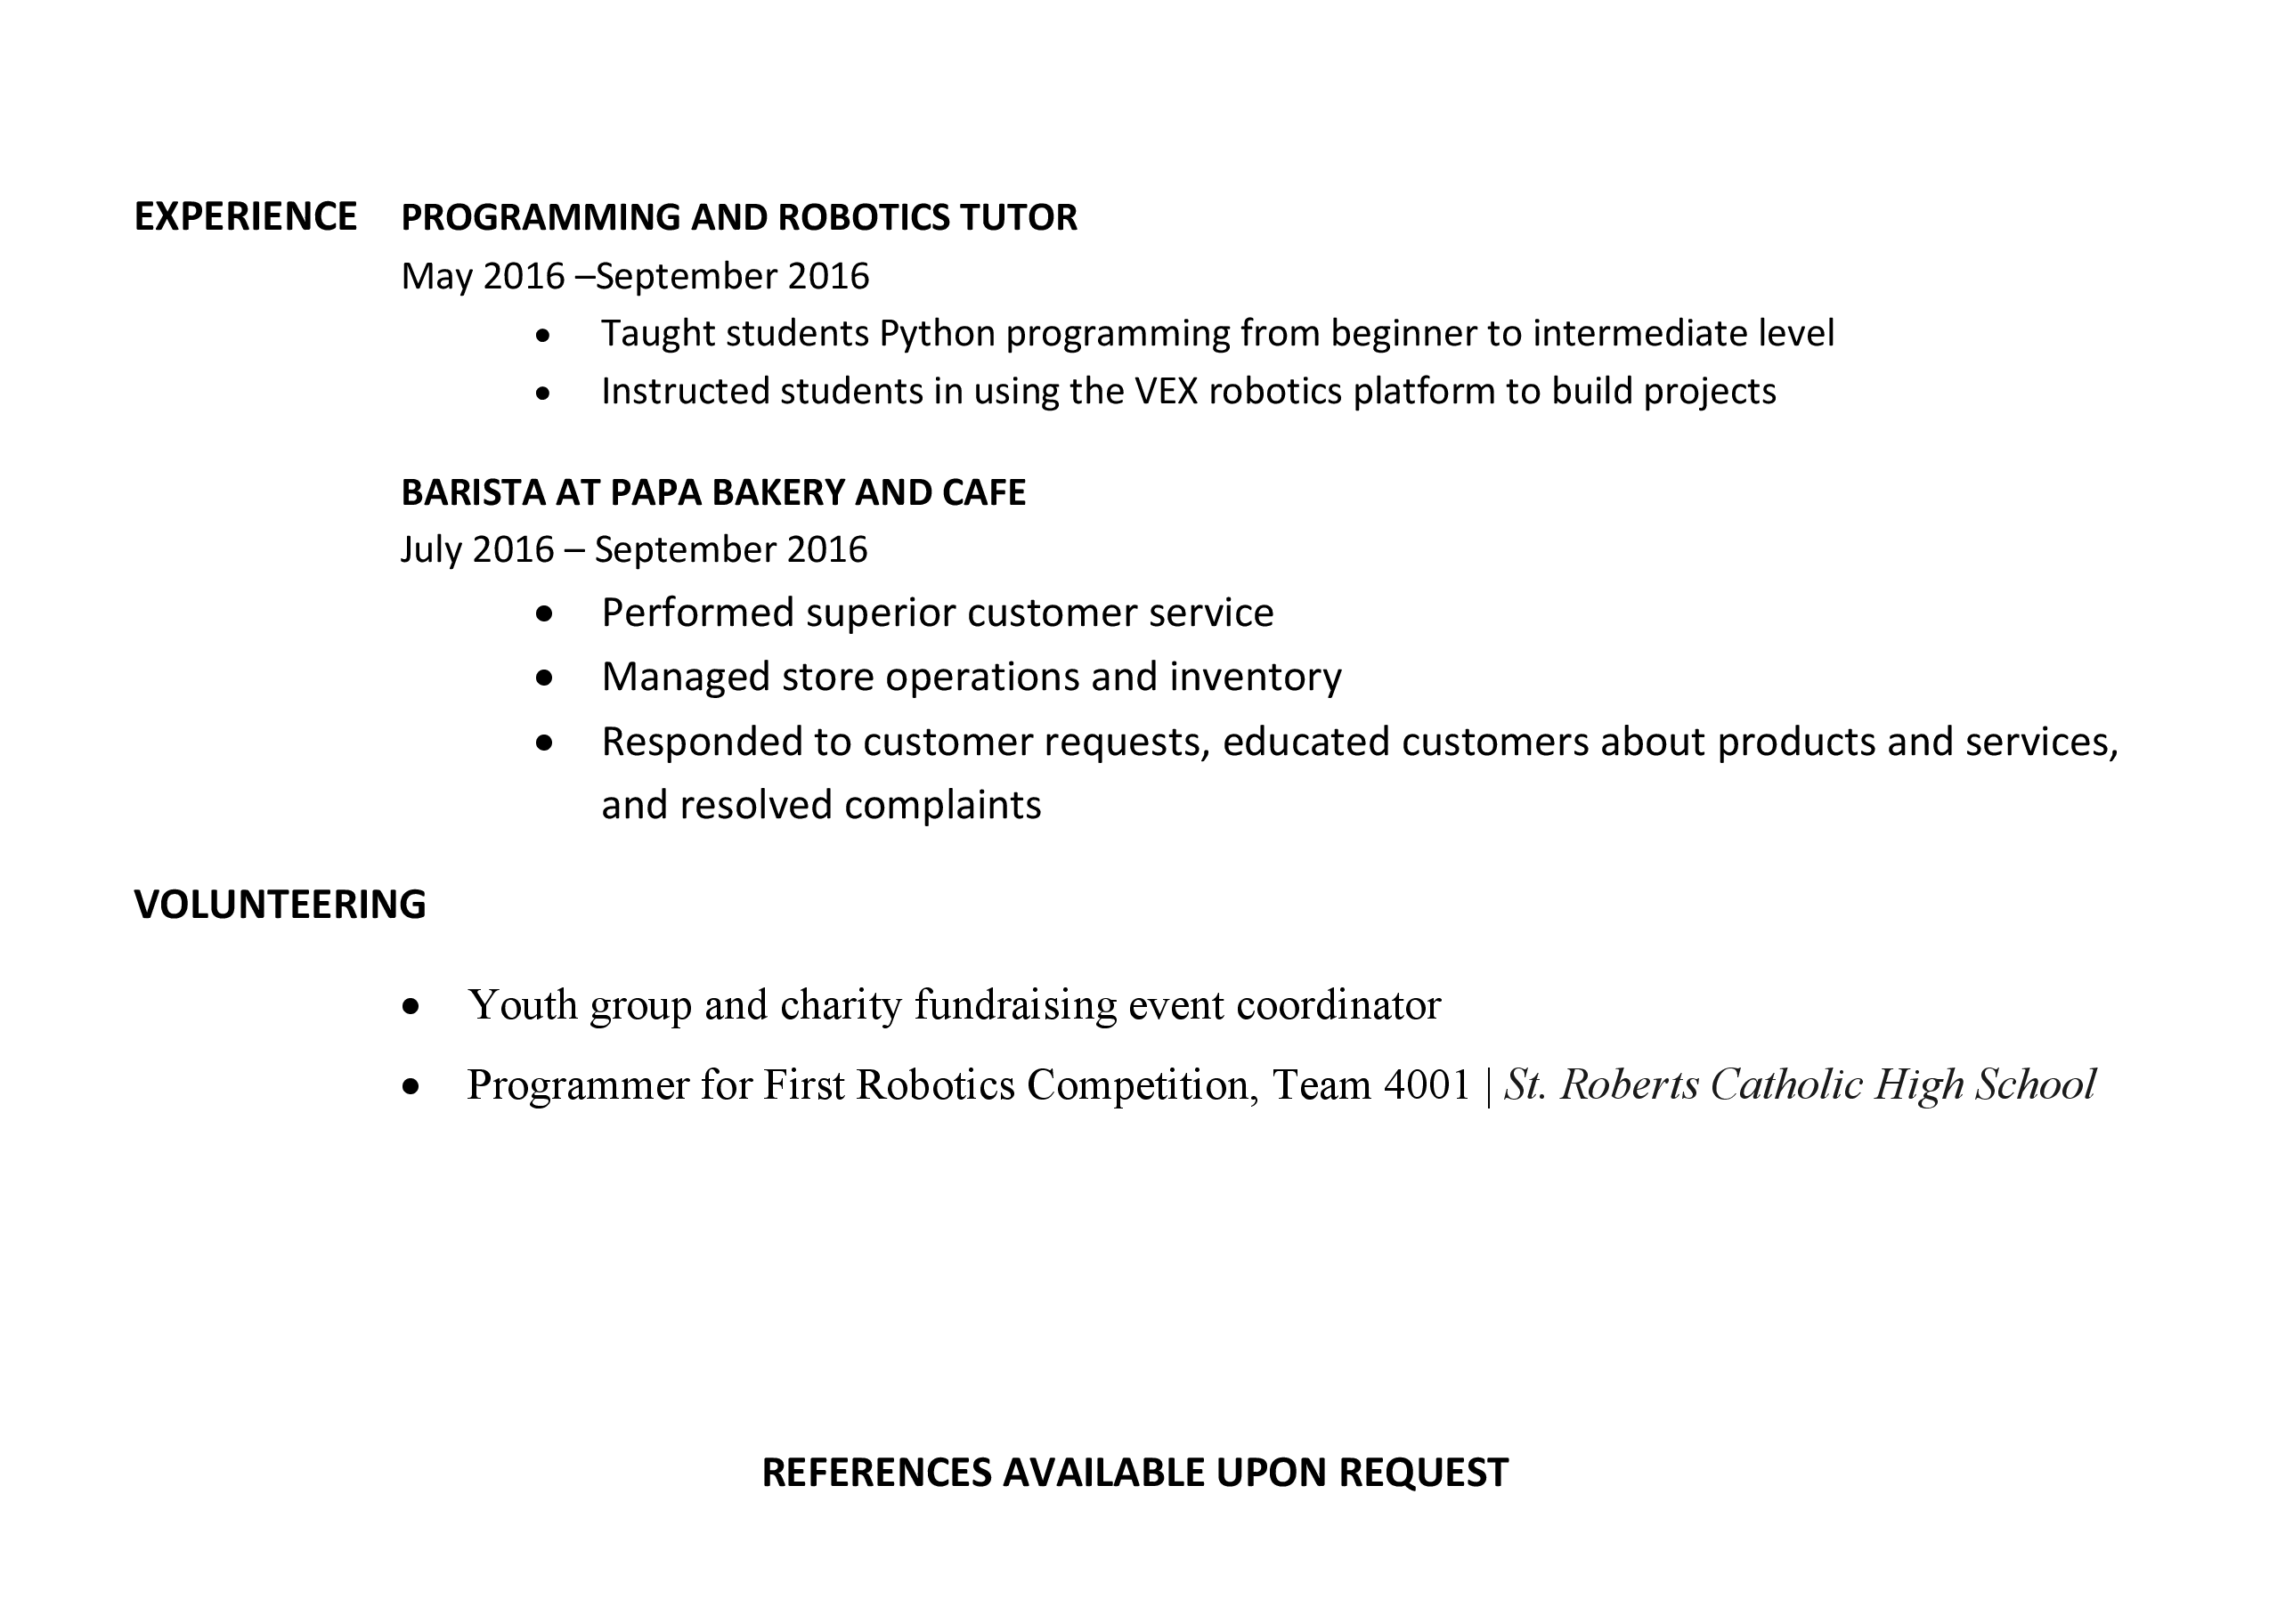 EXPERIENCE PROGRAMMING AND ROBOTICS TUTOR
May 2016 –September 2016
• Taught students Python programming from beginner to intermediate level
• Instructed students in using the VEX robotics platform to build projects
BARISTA AT PAPA BAKERY AND CAFE
July 2016 – September 2016
• Performed superior customer service
• Managed store operations and inventory
• Responded to customer requests, educated customers about products and services,
and resolved complaints
VOLUNTEERING
• Youth group and charity fundraising event coordinator
• Programmer for First Robotics Competition, Team 4001 | St. Roberts Catholic High School
REFERENCES AVAILABLE UPON REQUEST